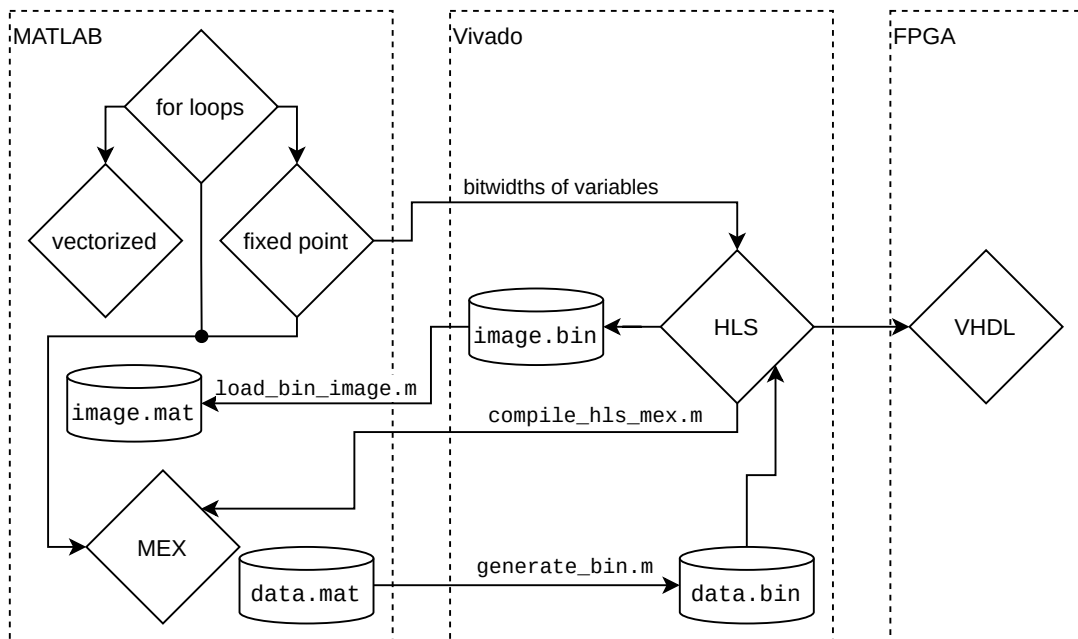 MATLAB
Vivado
FPGA
for loops
vectorized
fixed point
bitwidths of variables
image.bin
HLS
VHDL
load_bin_image.m
image.mat
compile_hls_mex.m
MEX
generate_bin.m
data.mat
data.bin